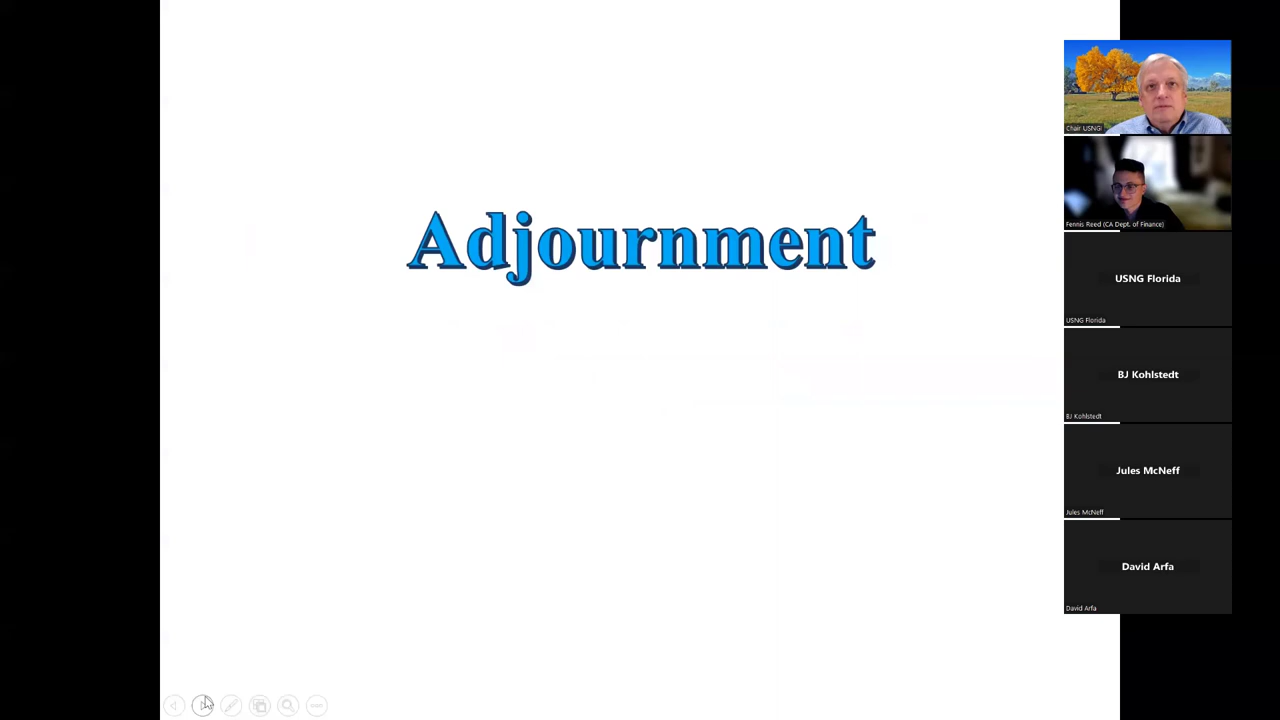 Adjournment
Chair USNGI
Fennis Reed (CA Dept. of Finance)
USNG Florida
USNG Florida
BJ Kohlstedt
BJ Kohlstedt
Jules McNeff
Jules McNeff
David Arfa
David Arfa